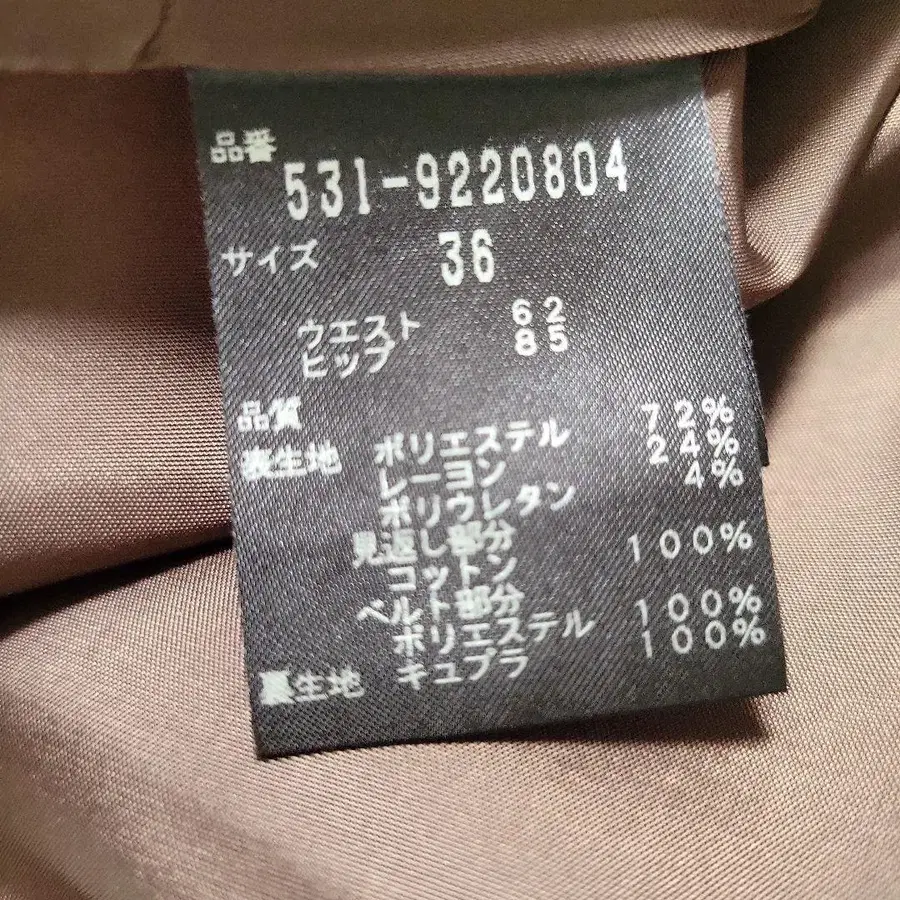 品番
531-9220804
サイズ 36
ウエスト 62
ヒップ 85
品質
表生地 ポリエステル 72%
レーヨン 24%
ポリウレタン 4%
見返し部分
コットン 100%
ベルト部分
ポリエステル 100%
裏生地 キュプラ 100%